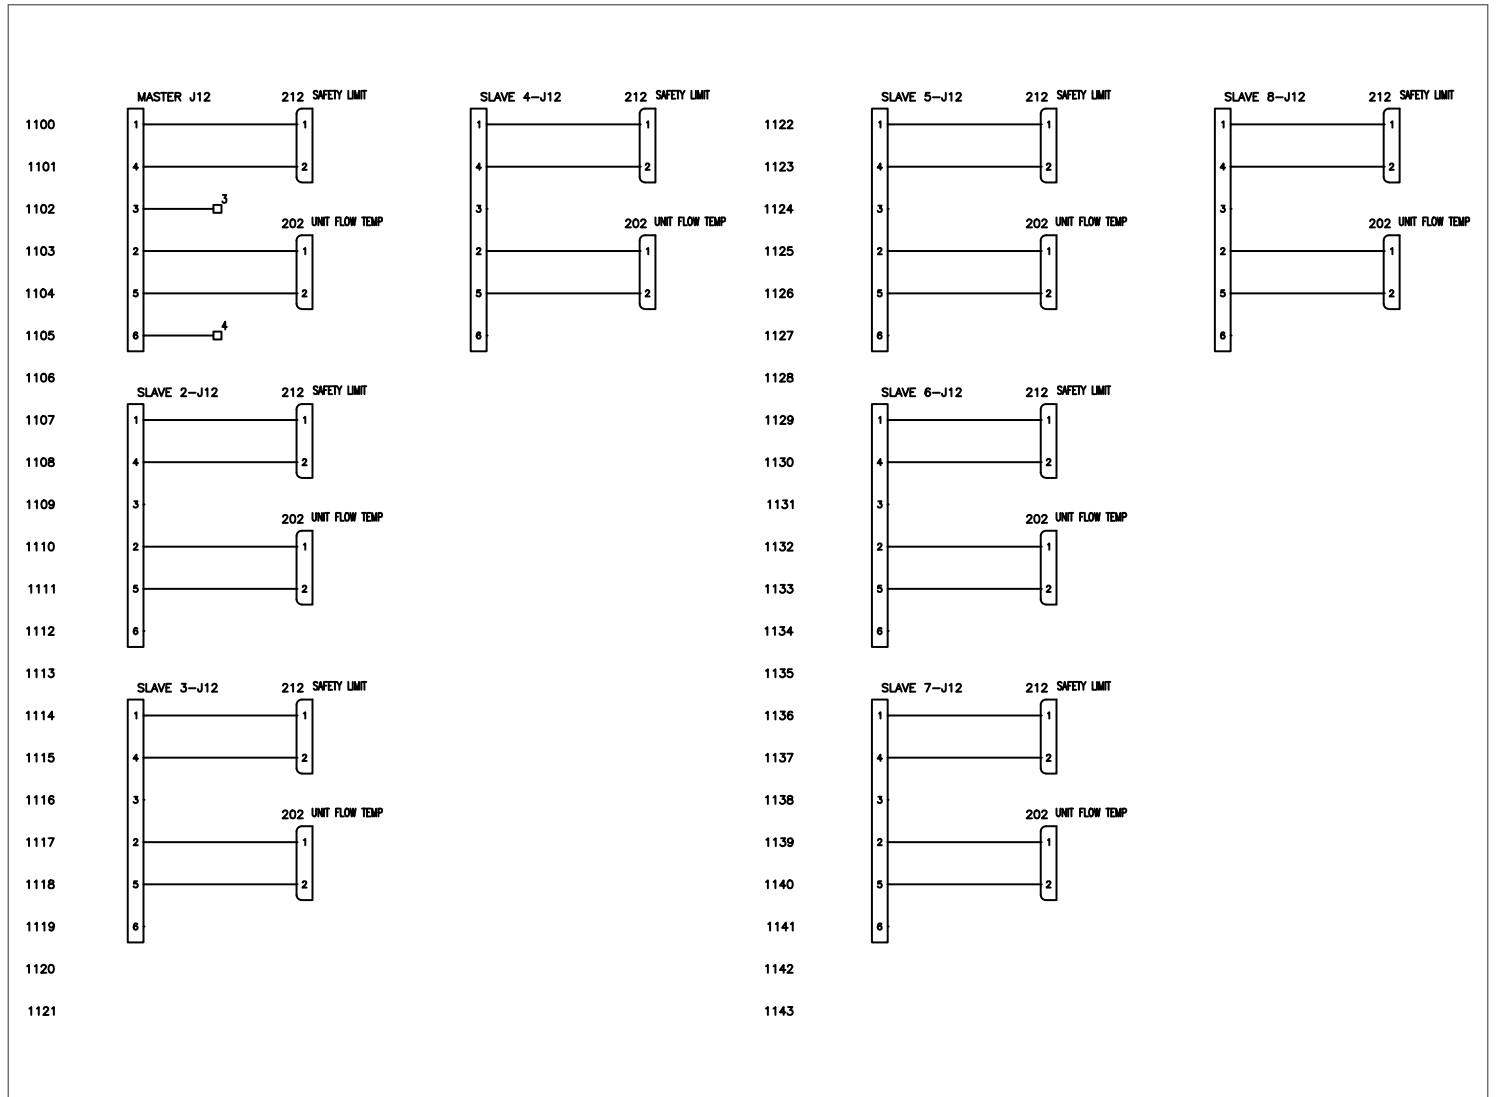 MASTER J12 212 SAFETY LIMIT SLAVE 4-J12 212 SAFETY LIMIT SLAVE 5-J12 212 SAFETY LIMIT SLAVE 8-J12 212 SAFETY LIMIT
1100 1 1 1 1 1122 1 1 1 1
1101 4 2 4 2 1123 4 2 4 2
1102 3 3 3 1124 3 3
202 UNIT FLOW TEMP 202 UNIT FLOW TEMP 202 UNIT FLOW TEMP 202 UNIT FLOW TEMP
1103 2 1 2 1 1125 2 1 2 1
1104 5 2 5 2 1126 5 2 5 2
1105 6 4 6 1127 6 6
1106 1128
SLAVE 2-J12 212 SAFETY LIMIT SLAVE 6-J12 212 SAFETY LIMIT
1107 1 1 1129 1 1
1108 4 2 1130 4 2
1109 3 1131 3
202 UNIT FLOW TEMP 202 UNIT FLOW TEMP
1110 2 1 1132 2 1
1111 5 2 1133 5 2
1112 6 1134 6
1113 1135
SLAVE 3-J12 212 SAFETY LIMIT SLAVE 7-J12 212 SAFETY LIMIT
1114 1 1 1136 1 1
1115 4 2 1137 4 2
1116 3 1138 3
202 UNIT FLOW TEMP 202 UNIT FLOW TEMP
1117 2 1 1139 2 1
1118 5 2 1140 5 2
1119 6 1141 6
1120 1142
1121 1143